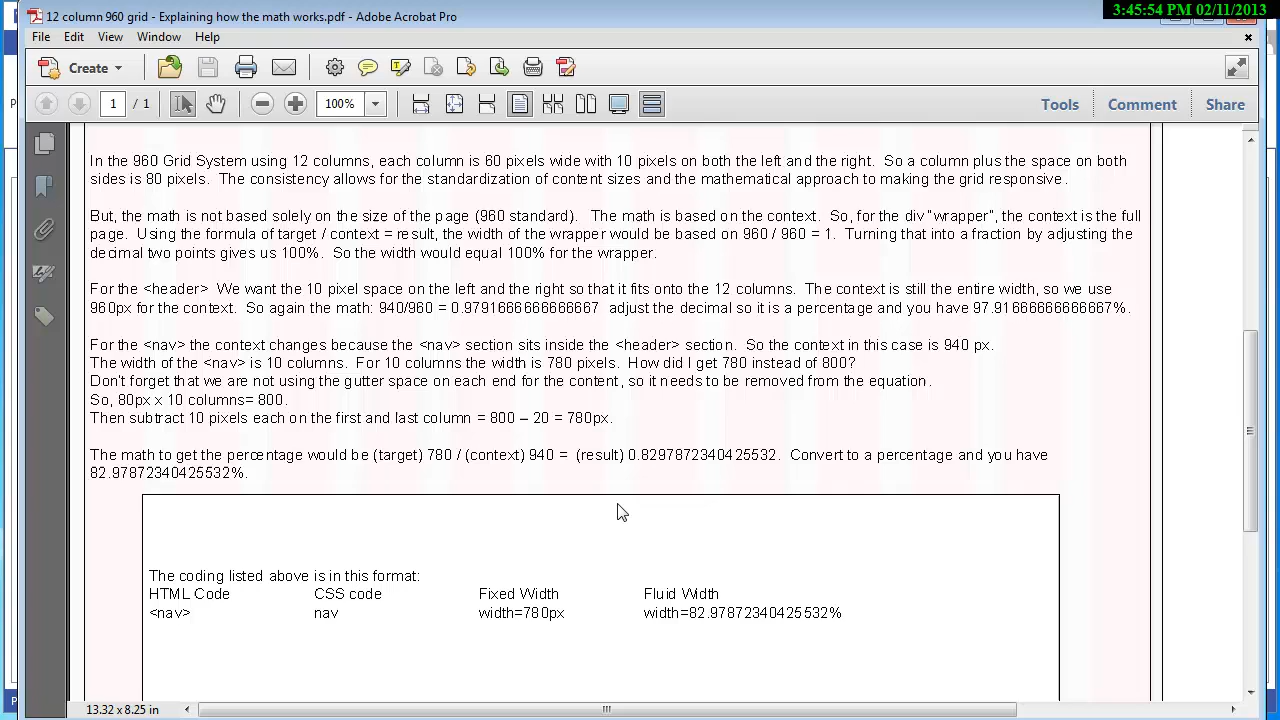 12 column 960 grid - Explaining how the math works.pdf - Adobe Acrobat
3:45:54 PM 02/11/2013
File Edit View Window Help
Create
1 / 1
100%
Tools Comment Share
In the 960 Grid System using 12 columns, each column is 60 pixels wide with 10 pixels on both the left and the right. So a column plus the space on both
sides is 80 pixels. The consistency allows for the standardization of content sizes and the mathematical approach to making the grid responsive.
But, the math is not based solely on the size of the page (960 standard). The math is based on the context. So, for the div "wrapper", the context is the full
page. Using the formula of target / context = result, the width of the wrapper would be based on 960 / 960 = 1. Turning that into a fraction by adjusting the
decimal two points gives us 100%. So the width would equal 100% for the wrapper.
For the <header> We want the 10 pixel space on the left and the right so that it fits onto the 12 columns. The context is still the entire width, so we use
960px for the context. So again the math: 940/960 = 0.9791666666666667 adjust the decimal so it is a percentage and you have 97.91666666666667%.
For the <nav> the context changes because the <nav> section sits inside the <header> section. So the context in this case is 940 px.
The width of the <nav> is 10 columns. For 10 columns the width is 780 pixels. How did I get 780 instead of 800?
Don't forget that we are not using the gutter space on each end for the content, so it needs to be removed from the equation.
So, 80px x 10 columns= 800.
Then subtract 10 pixels each on the first and last column = 800 – 20 = 780px.
The math to get the percentage would be (target) 780 / (context) 940 = (result) 0.8297872340425532. Convert to a percentage and you have
82.97872340425532%.
The coding listed above is in this format:
HTML Code CSS code Fixed Width Fluid Width
<nav> nav width=780px width=82.97872340425532%
13.32 x 8.25 in